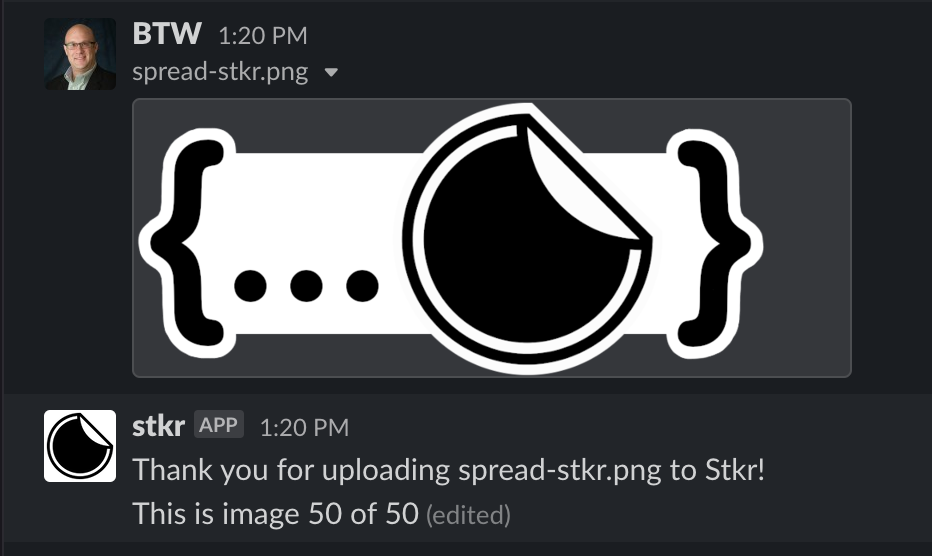 BTW 1:20 PM
spread-stkr.png
{...}
stkr APP 1:20 PM
Thank you for uploading spread-stkr.png to Stkr!
This is image 50 of 50 (edited)